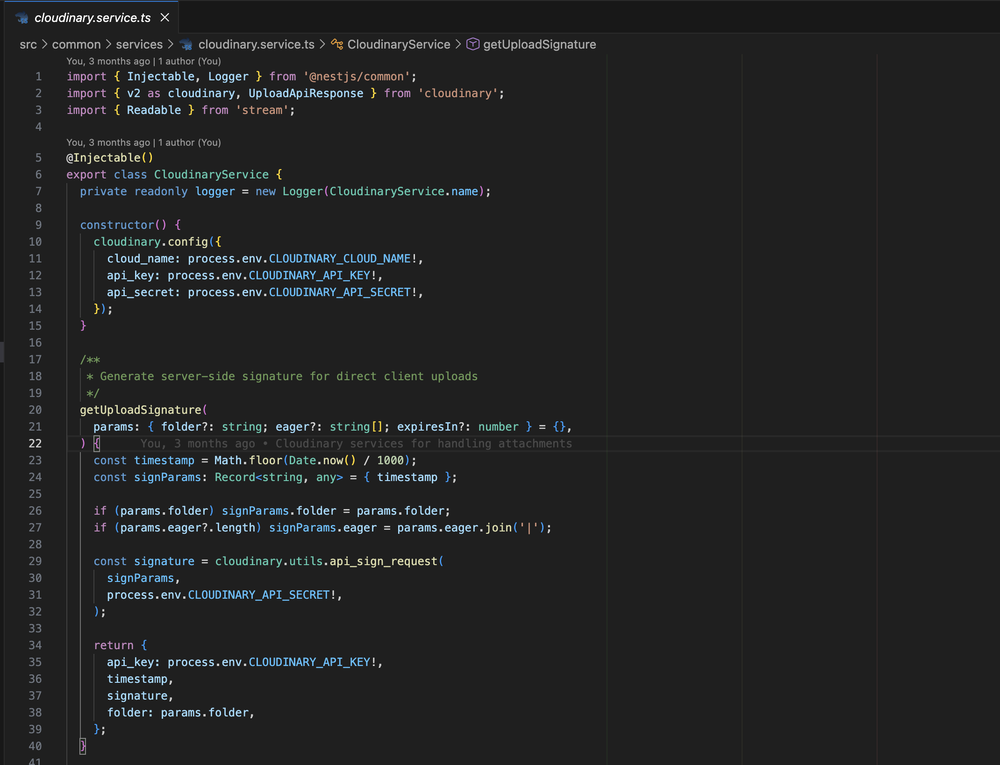 cloudinary.service.ts
src > common > services > cloudinary.service.ts > CloudinaryService > getUploadSignature
You, 3 months ago | 1 author (You)
1 import { Injectable, Logger } from '@nestjs/common';
2 import { v2 as cloudinary, UploadApiResponse } from 'cloudinary';
3 import { Readable } from 'stream';
4
You, 3 months ago | 1 author (You)
5 @Injectable()
6 export class CloudinaryService {
7   private readonly logger = new Logger(CloudinaryService.name);
8
9   constructor() {
10     cloudinary.config({
11       cloud_name: process.env.CLOUDINARY_CLOUD_NAME!,
12       api_key: process.env.CLOUDINARY_API_KEY!,
13       api_secret: process.env.CLOUDINARY_API_SECRET!,
14     });
15   }
16
17   /**
18    * Generate server-side signature for direct client uploads
19    */
20   getUploadSignature(
21     params: { folder?: string; eager?: string[]; expiresIn?: number } = {},
22   ) { You, 3 months ago • Cloudinary services for handling attachments
23     const timestamp = Math.floor(Date.now() / 1000);
24     const signParams: Record<string, any> = { timestamp };
25
26     if (params.folder) signParams.folder = params.folder;
27     if (params.eager?.length) signParams.eager = params.eager.join('|');
28
29     const signature = cloudinary.utils.api_sign_request(
30       signParams,
31       process.env.CLOUDINARY_API_SECRET!,
32     );
33
34     return {
35       api_key: process.env.CLOUDINARY_API_KEY!,
36       timestamp,
37       signature,
38       folder: params.folder,
39     };
40   }
41